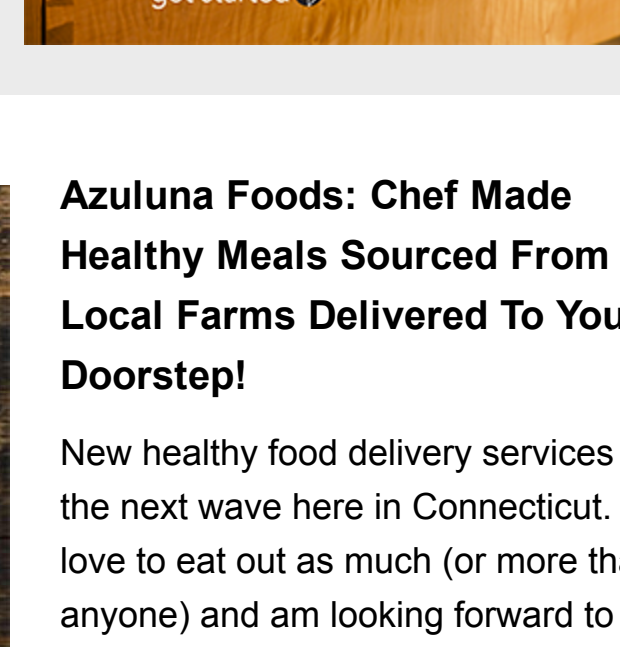 Azuluna Foods: Chef Made
Healthy Meals Sourced From
Local Farms Delivered To You
Doorstep!
New healthy food delivery services
the next wave here in Connecticut.
love to eat out as much (or more
anyone) and am looking forward to